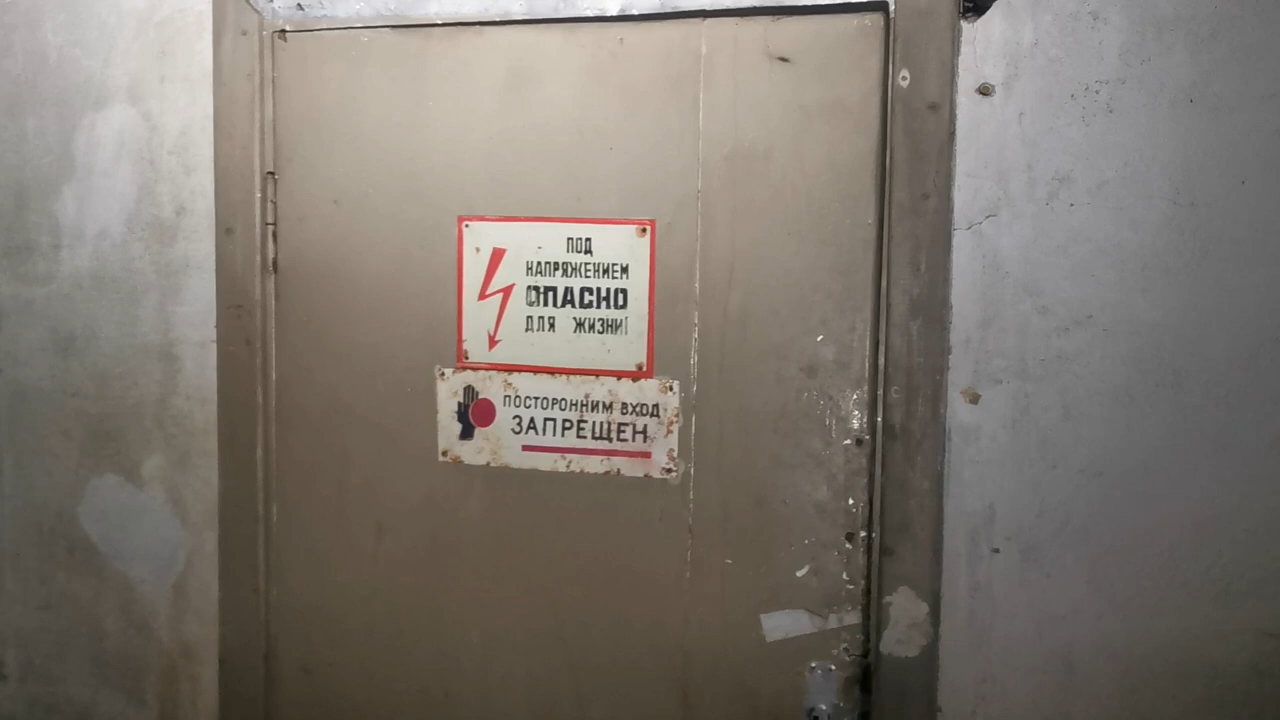 ПОД
НАПРЯЖЕНИЕМ
ОПАСНО
ДЛЯ ЖИЗНИ!
ПОСТОРОННИМ ВХОД
ЗАПРЕЩЕН